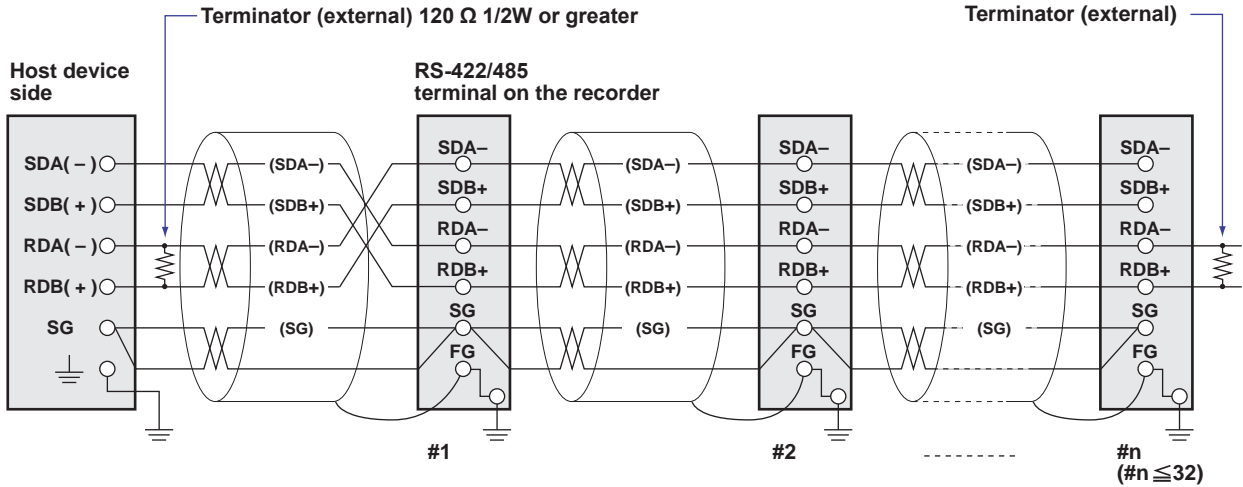 Terminator (external) 120 Ω 1/2W or greater
Terminator (external)
Host device
side
RS-422/485
terminal on the recorder
SDA( − )
SDB( + )
RDA( − )
RDB( + )
SG
(SDA−)
(SDB+)
(RDA−)
(RDB+)
(SG)
SDA−
SDB+
RDA−
RDB+
SG
FG
(SDA−)
(SDB+)
(RDA−)
(RDB+)
(SG)
SDA−
SDB+
RDA−
RDB+
SG
FG
(SDA−)
(SDB+)
(RDA−)
(RDB+)
(SG)
SDA−
SDB+
RDA−
RDB+
SG
FG
#1
#2
#n
(#n ≦ 32)